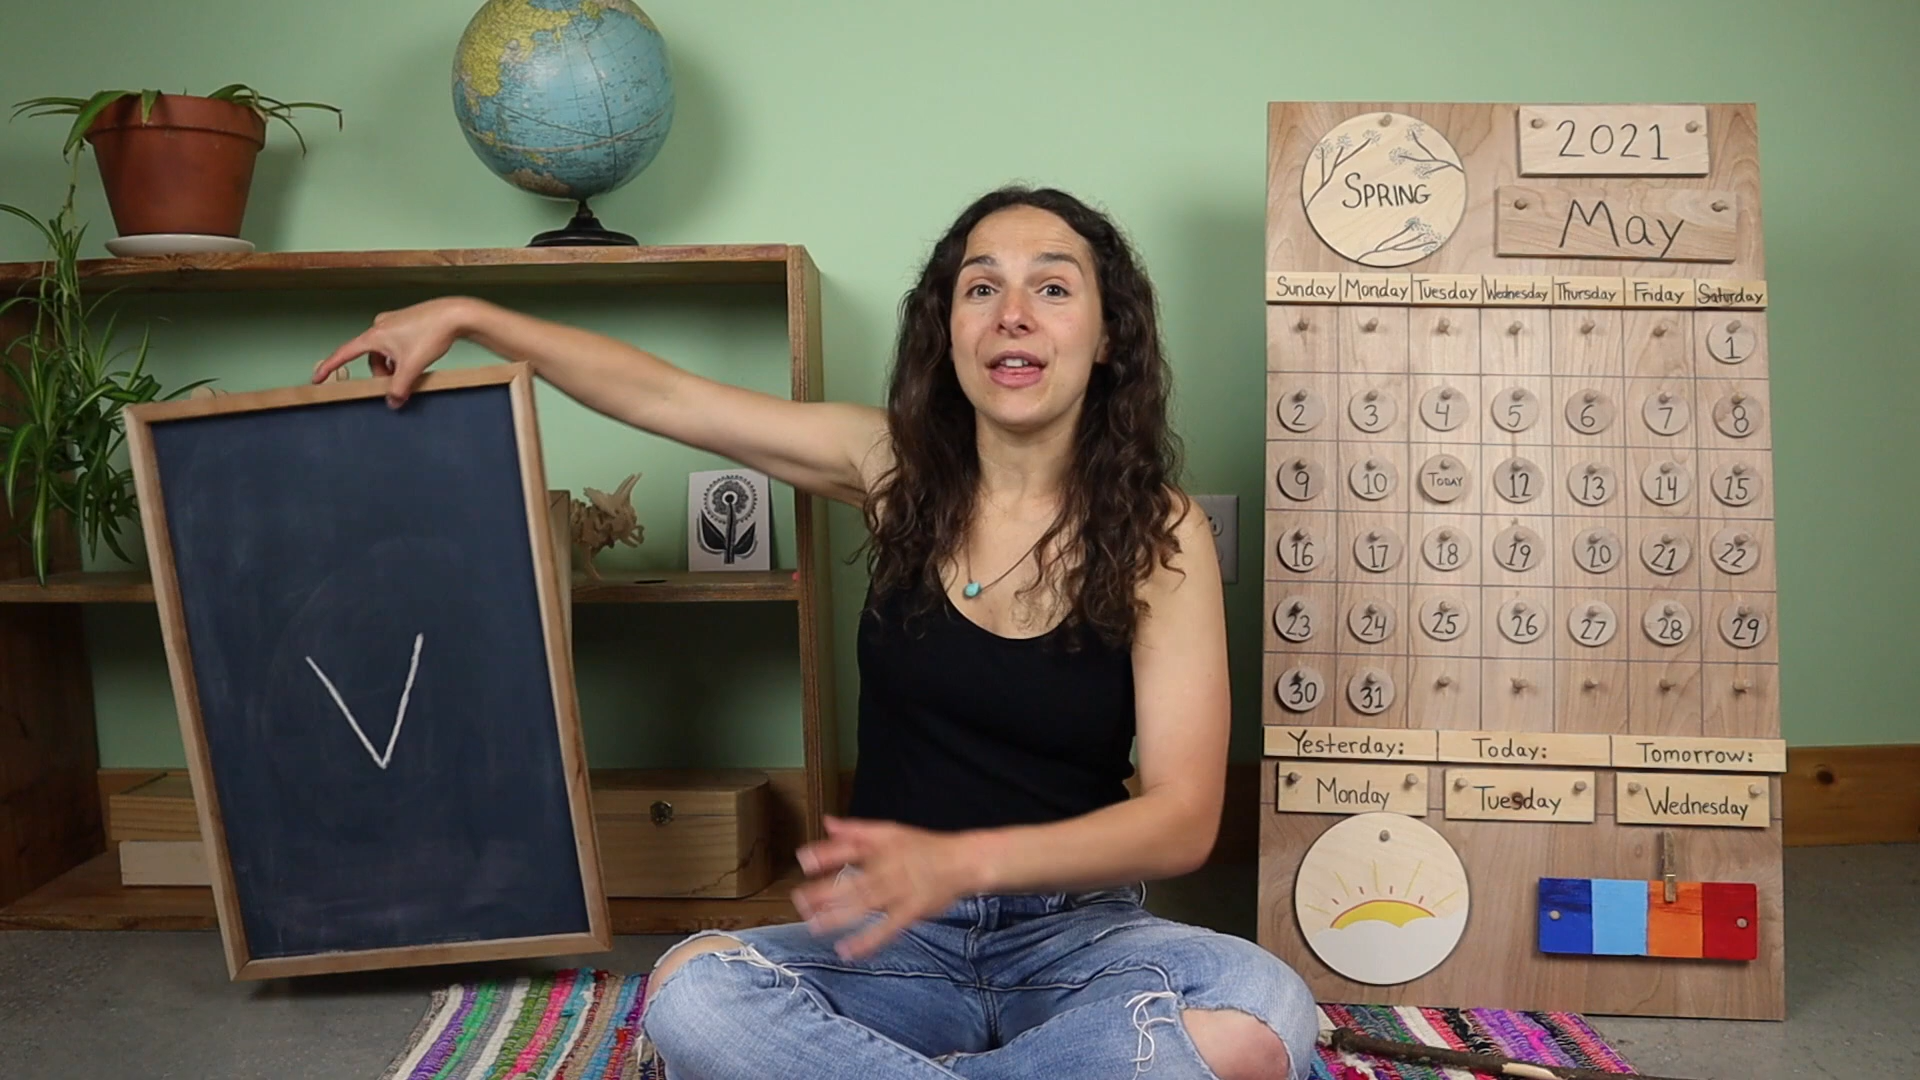 V
2021
SPRING
May
Sunday Monday Tuesday Wednesday Thursday Friday Saturday
1
2 3 4 5 6 7 8
9 10 TODAY 12 13 14 15
16 17 18 19 20 21 22
23 24 25 26 27 28 29
30 31
Yesterday: Today: Tomorrow:
Monday Tuesday Wednesday